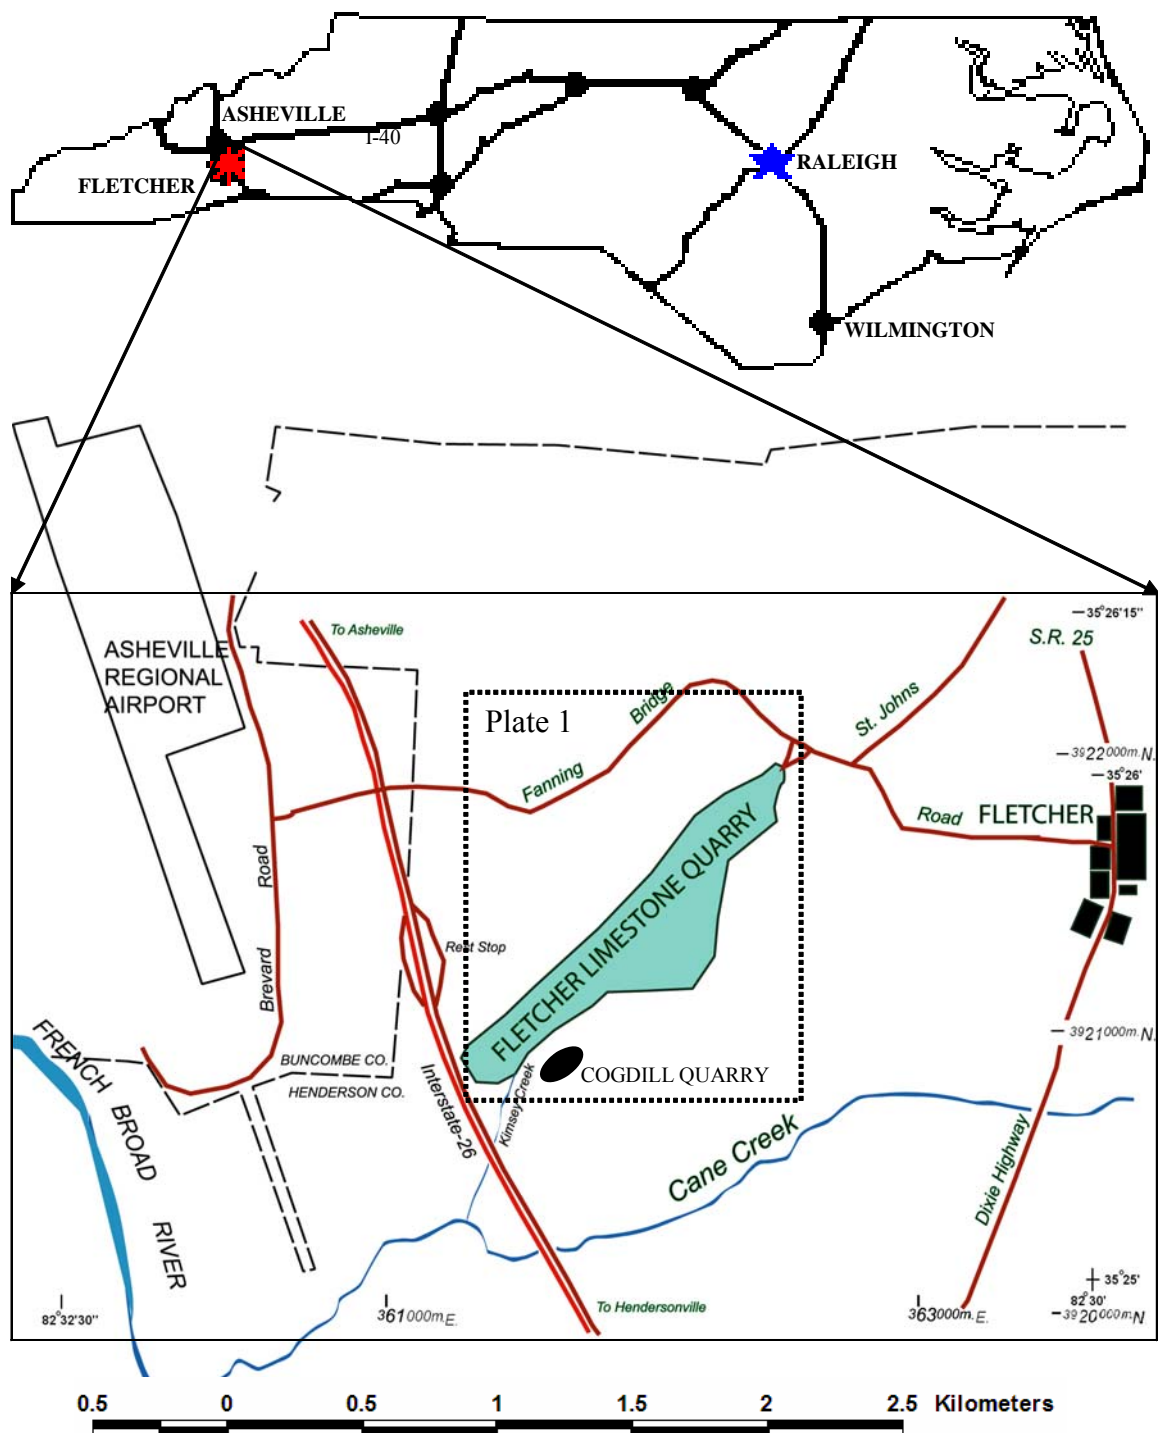 ASHEVILLE
I-40
FLETCHER
RALEIGH
WILMINGTON
To Asheville
35°26'15"
S.R. 25
ASHEVILLE
REGIONAL
AIRPORT
Plate 1
Bridge
St. Johns
3922000m.N.
35°26'
Fanning
Road
FLETCHER
Road
Brevard
Rest Stop
FLETCHER LIMESTONE QUARRY
3921000m.N.
FRENCH
BROAD
RIVER
BUNCOMBE CO.
HENDERSON CO.
Interstate-26
Kimsey Creek
COGDILL QUARRY
Cane Creek
Dixie Highway
35°25'
82°32'30"
361000m.E.
To Hendersonville
363000m.E.
82°30'
3920000m.N
0.5 0 0.5 1 1.5 2 2.5 Kilometers